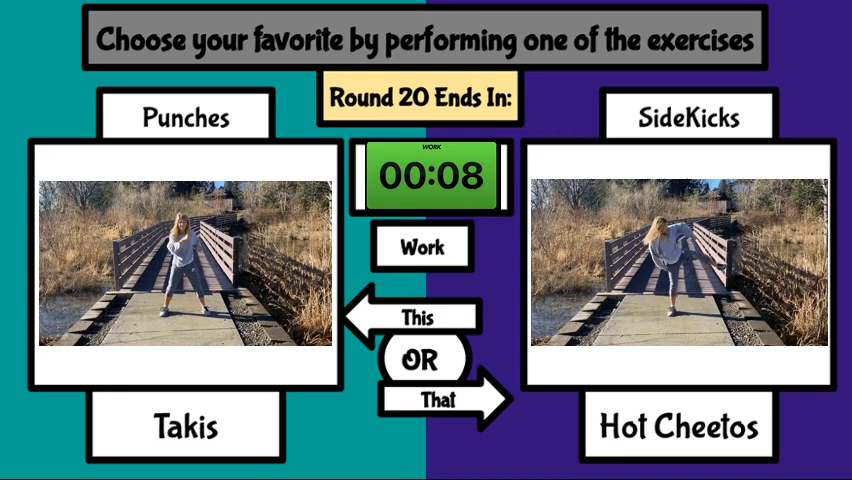 Choose your favorite by performing one of the exercises
Round 20 Ends In:
Punches
SideKicks
WORK
00:08
Work
This
OR
That
Takis
Hot Cheetos